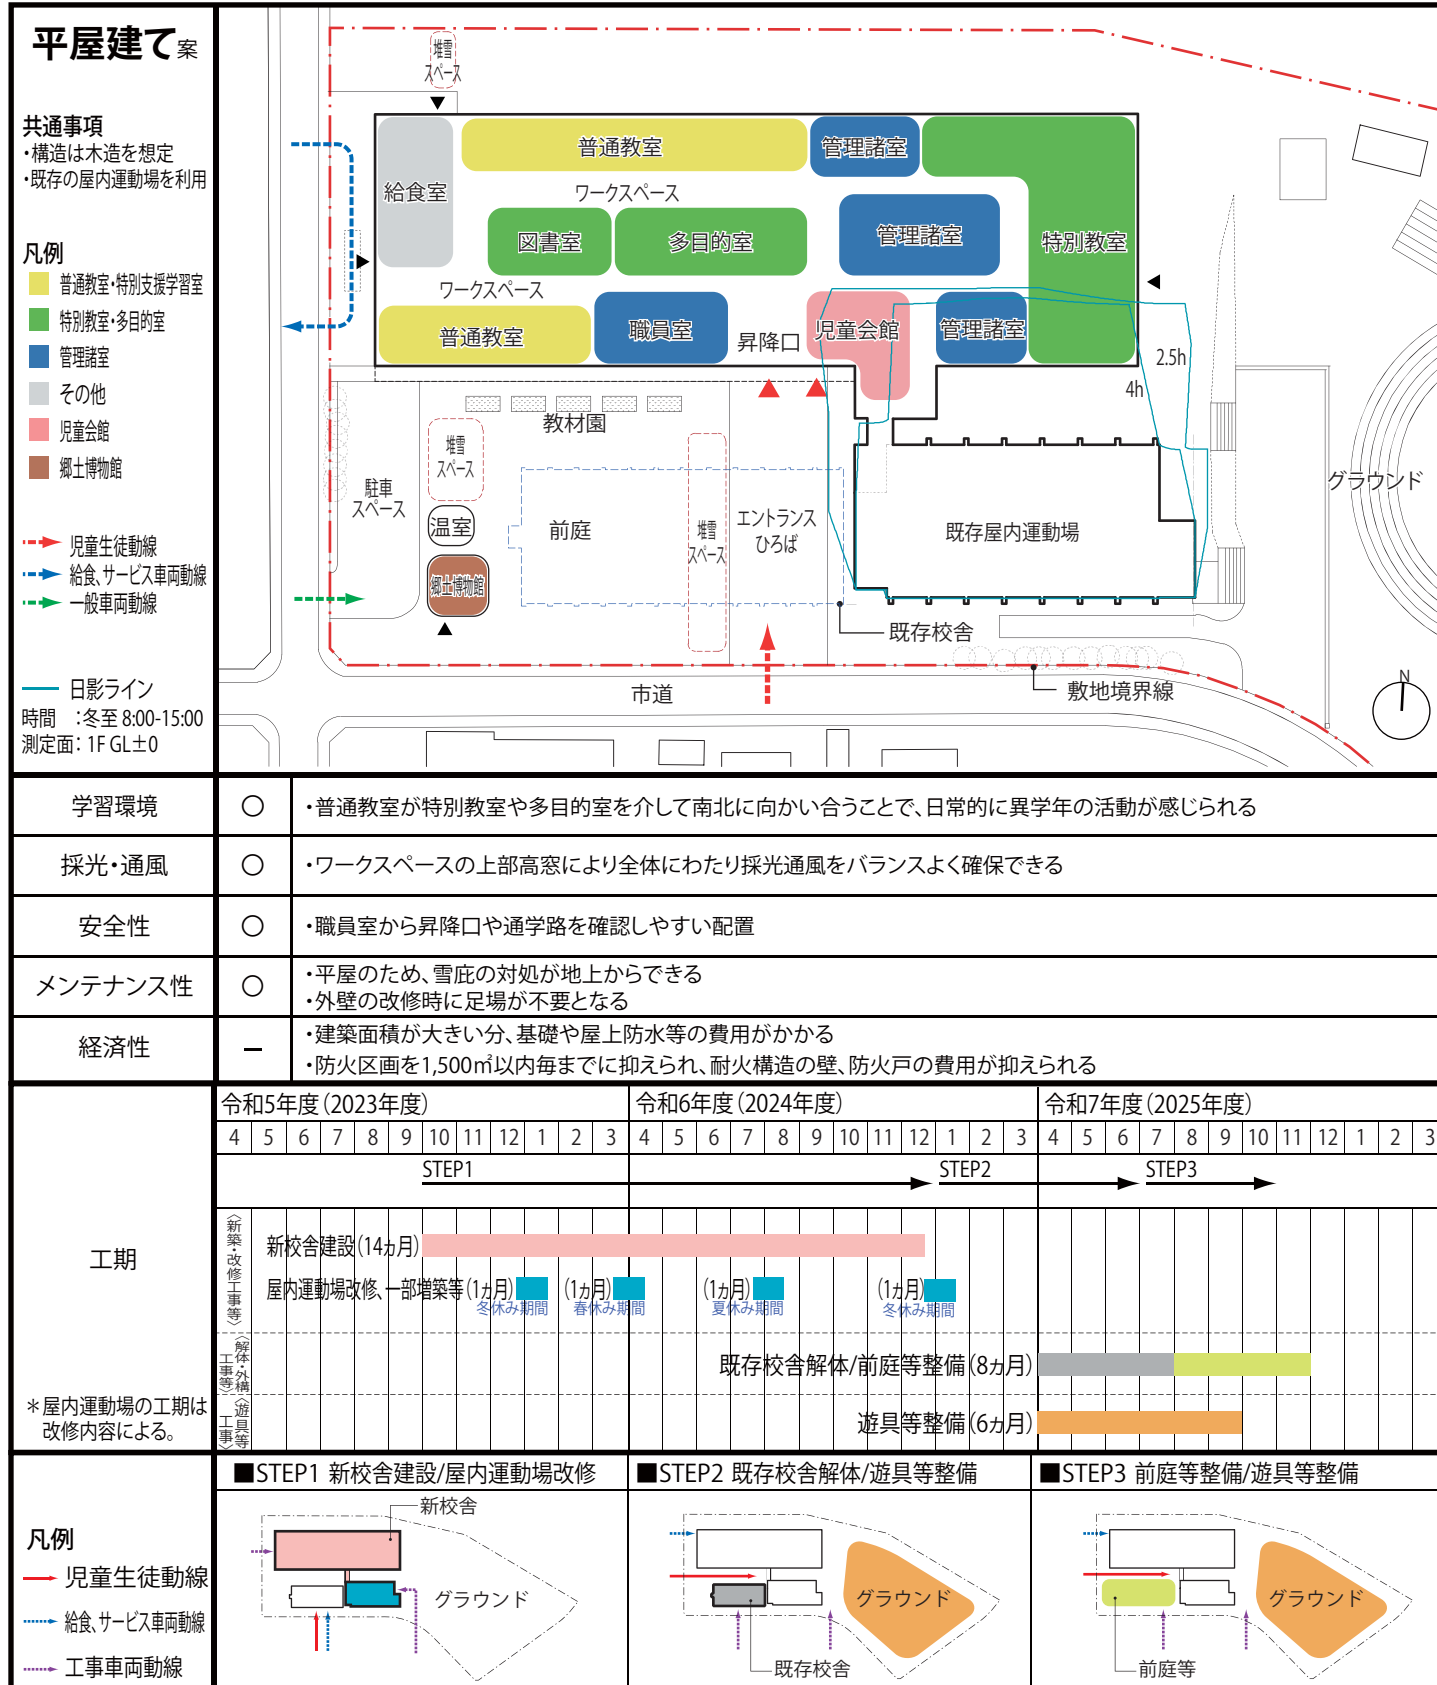 平屋建て案
共通事項
・構造は木造を想定
・既存の屋内運動場を利用
凡例
普通教室・特別支援学習室
特別教室・多目的室
管理諸室
その他
児童会館
郷土博物館
児童生徒動線
給食、サービス車両動線
一般車両動線
日影ライン
時間　：冬至 8:00-15:00
測定面：1F GL±0
堆雪
スペース
普通教室
管理諸室
給食室
ワークスペース
図書室
多目的室
管理諸室
特別教室
ワークスペース
普通教室
職員室
昇降口
児童会館
管理諸室
2.5h
4h
教材園
堆雪
スペース
駐車
スペース
温室
前庭
堆雪
スペース
エントランス
ひろば
既存屋内運動場
グラウンド
郷土博物館
既存校舎
市道
敷地境界線
N
学習環境
○
・普通教室が特別教室や多目的室を介して南北に向かい合うことで、日常的に異学年の活動が感じられる
採光・通風
○
・ワークスペースの上部高窓により全体にわたり採光通風をバランスよく確保できる
安全性
○
・職員室から昇降口や通学路を確認しやすい配置
メンテナンス性
○
・平屋のため、雪庇の対処が地上からできる
・外壁の改修時に足場が不要となる
経済性
－
・建築面積が大きい分、基礎や屋上防水等の費用がかかる
・防火区画を1,500㎡以内毎までに抑えられ、耐火構造の壁、防火戸の費用が抑えられる
工期
＊屋内運動場の工期は
改修内容による。
令和5年度（2023年度）
令和6年度（2024年度）
令和7年度（2025年度）
4 5 6 7 8 9 10 11 12 1 2 3 4 5 6 7 8 9 10 11 12 1 2 3 4 5 6 7 8 9 10 11 12 1 2 3
STEP1
STEP2
STEP3
〈新築・改修工事等〉
新校舎建設（14ヵ月）
屋内運動場改修、一部増築等（1ヵ月）
（1ヵ月）
（1ヵ月）
（1ヵ月）
冬休み期間
春休み期間
夏休み期間
冬休み期間
〈解体・外構工事等〉
既存校舎解体/前庭等整備（8ヵ月）
〈遊具等工事〉
遊具等整備（6ヵ月）
凡例
児童生徒動線
給食、サービス車両動線
工事車両動線
■STEP1 新校舎建設/屋内運動場改修
新校舎
グラウンド
■STEP2 既存校舎解体/遊具等整備
グラウンド
既存校舎
■STEP3 前庭等整備/遊具等整備
グラウンド
前庭等